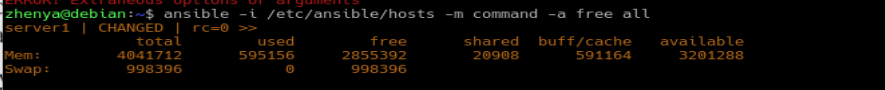 ERROR! Extraneous options or arguments
zhenya@debian:~$ ansible -i /etc/ansible/hosts -m command -a free all
server1 | CHANGED | rc=0 >>
total used free shared buff/cache available
Mem: 4041712 595156 2855392 20908 591164 3201288
Swap: 998396 0 998396